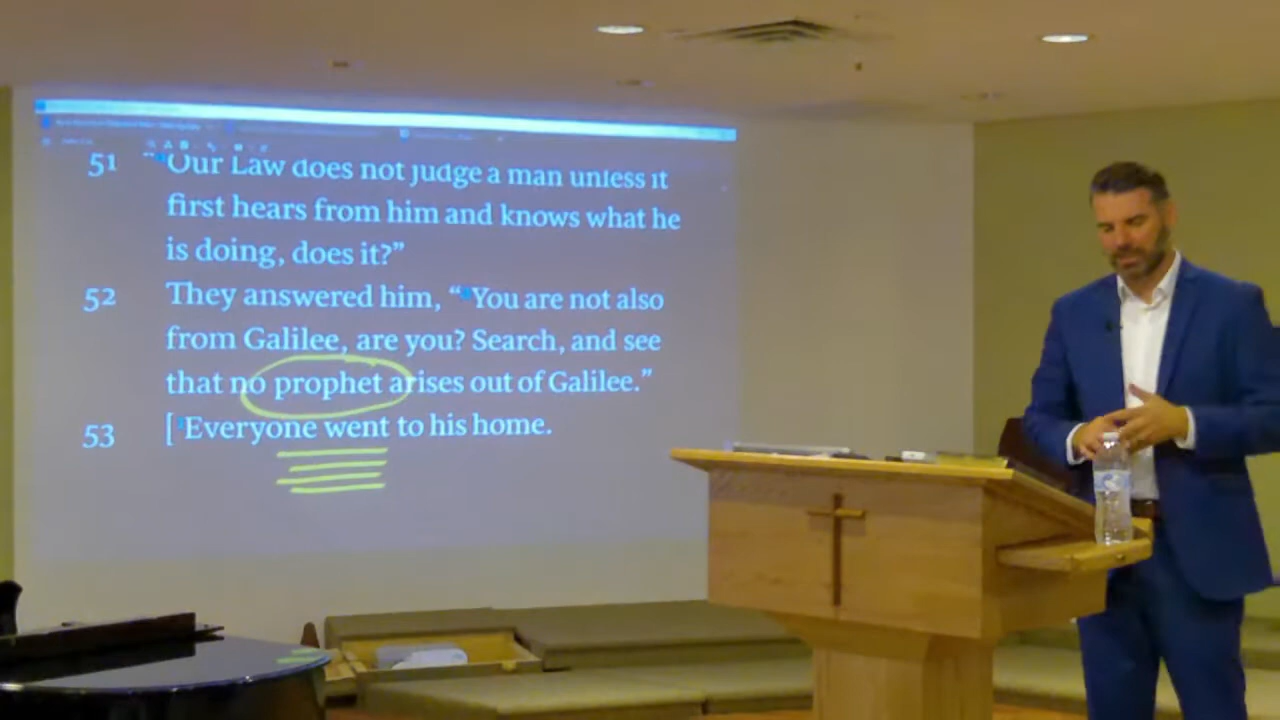 51 "Our Law does not judge a man unless it
first hears from him and knows what he
is doing, does it?”
52 They answered him, “You are not also
from Galilee, are you? Search, and see
that no prophet arises out of Galilee.”
53 [Everyone went to his home.